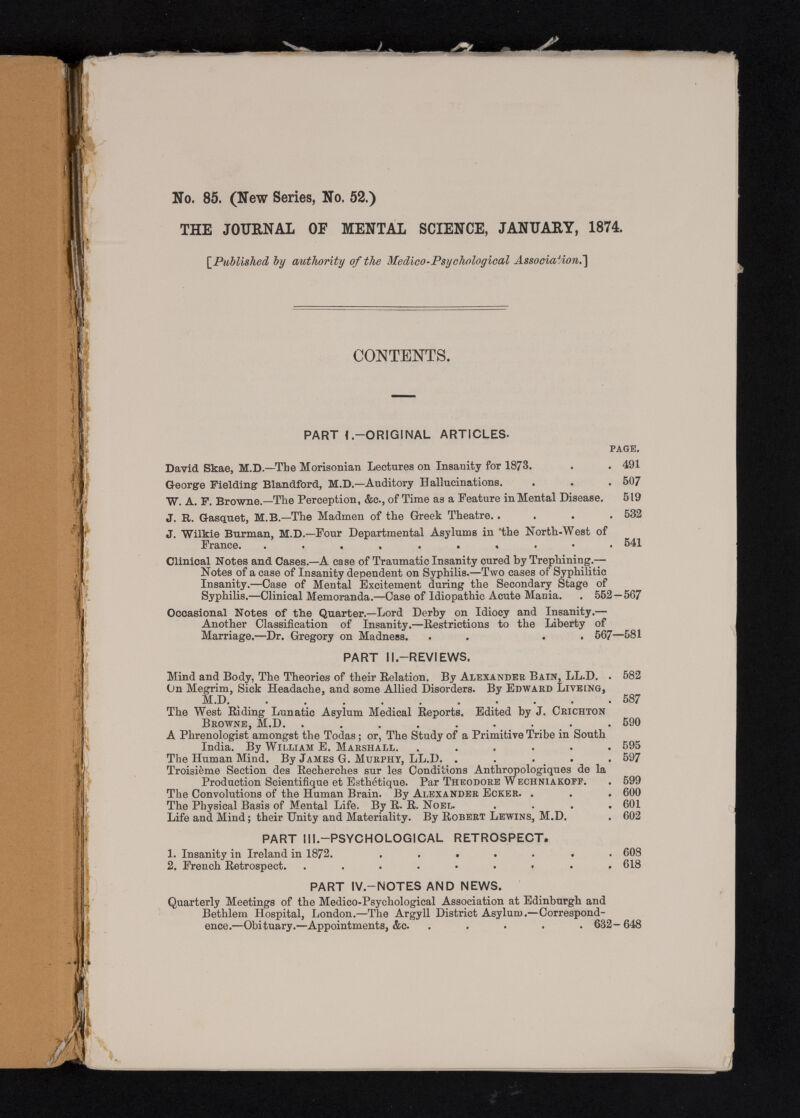 No. 85. (New Series, No. 52.)
THE JOURNAL OF MENTAL SCIENCE, JANUARY, 1874.
[Published by authority of the Medico-Psychological Association.]
CONTENTS.
PART I.—ORIGINAL ARTICLES.
PAGE.
David Skae, M.D.—The Morisonian Lectures on Insanity for 1873. . . 491
George Fielding Blandford, M.D.—Auditory Hallucinations. . . . 507
W. A. F. Browne.—The Perception, &c., of Time as a Feature in Mental Disease. 519
J. R. Gasquet, M.B.—The Madmen of the Greek Theatre. . . . . 532
J. Wilkie Burman, M.D.—Four Departmental Asylums in the North-West of
France. . . . . . . . . . . 541
Clinical Notes and Cases.—A case of Traumatic Insanity cured by Trephining.—
Notes of a case of Insanity dependent on Syphilis.—Two cases of Syphilitic
Insanity.—Case of Mental Excitement during the Secondary Stage of
Syphilis.—Clinical Memoranda.—Case of Idiopathic Acute Mania. . 552—567
Occasional Notes of the Quarter.—Lord Derby on Idiocy and Insanity.—
Another Classification of Insanity.—Restrictions to the Liberty of
Marriage.—Dr. Gregory on Madness. . . . . 567—581
PART II.—REVIEWS.
Mind and Body, The Theories of their Relation. By ALEXANDER BAIN, LL.D. . 582
On Megrim, Sick Headache, and some Allied Disorders. By EDWARD LIVEING,
M.D. . . . . . . . . . . 587
The West Riding Lunatic Asylum Medical Reports. Edited by J. CRICHTON
BROWNE, M.D. . . . . . . . . . 590
A Phrenologist amongst the Todas; or, The Study of a Primitive Tribe in South
India. By WILLIAM E. MARSHALL. . . . . . . 595
The Human Mind. By JAMES G. MURPHY, LL.D. . . . . . 597
Troisième Section des Recherches sur les Conditions Anthropologiques de la
Production Scientifique et Esthétique. Par THEODORE WECHNIAKOFF. . 599
The Convolutions of the Human Brain. By ALEXANDER ECKER. . . . 600
The Physical Basis of Mental Life. By R. R. NOEL. . . . . 601
Life and Mind; their Unity and Materiality. By ROBERT LEWINS, M.D. . 602
PART III.—PSYCHOLOGICAL RETROSPECT.
1. Insanity in Ireland in 1872. . . . . . . . 608
2. French Retrospect. . . . . . . . . . 618
PART IV.—NOTES AND NEWS.
Quarterly Meetings of the Medico-Psychological Association at Edinburgh and
Bethlem Hospital, London.—The Argyll District Asylum.—Correspond-
ence.—Obituary.—Appointments, &c. . . . . . 632—648